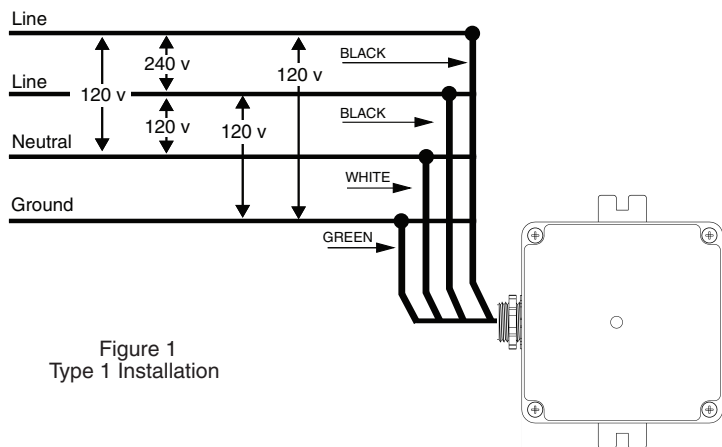 Line
BLACK
240 v
120 v
Line
120 v
BLACK
120 v
120 v
Neutral
WHITE
Ground
GREEN
Figure 1
Type 1 Installation